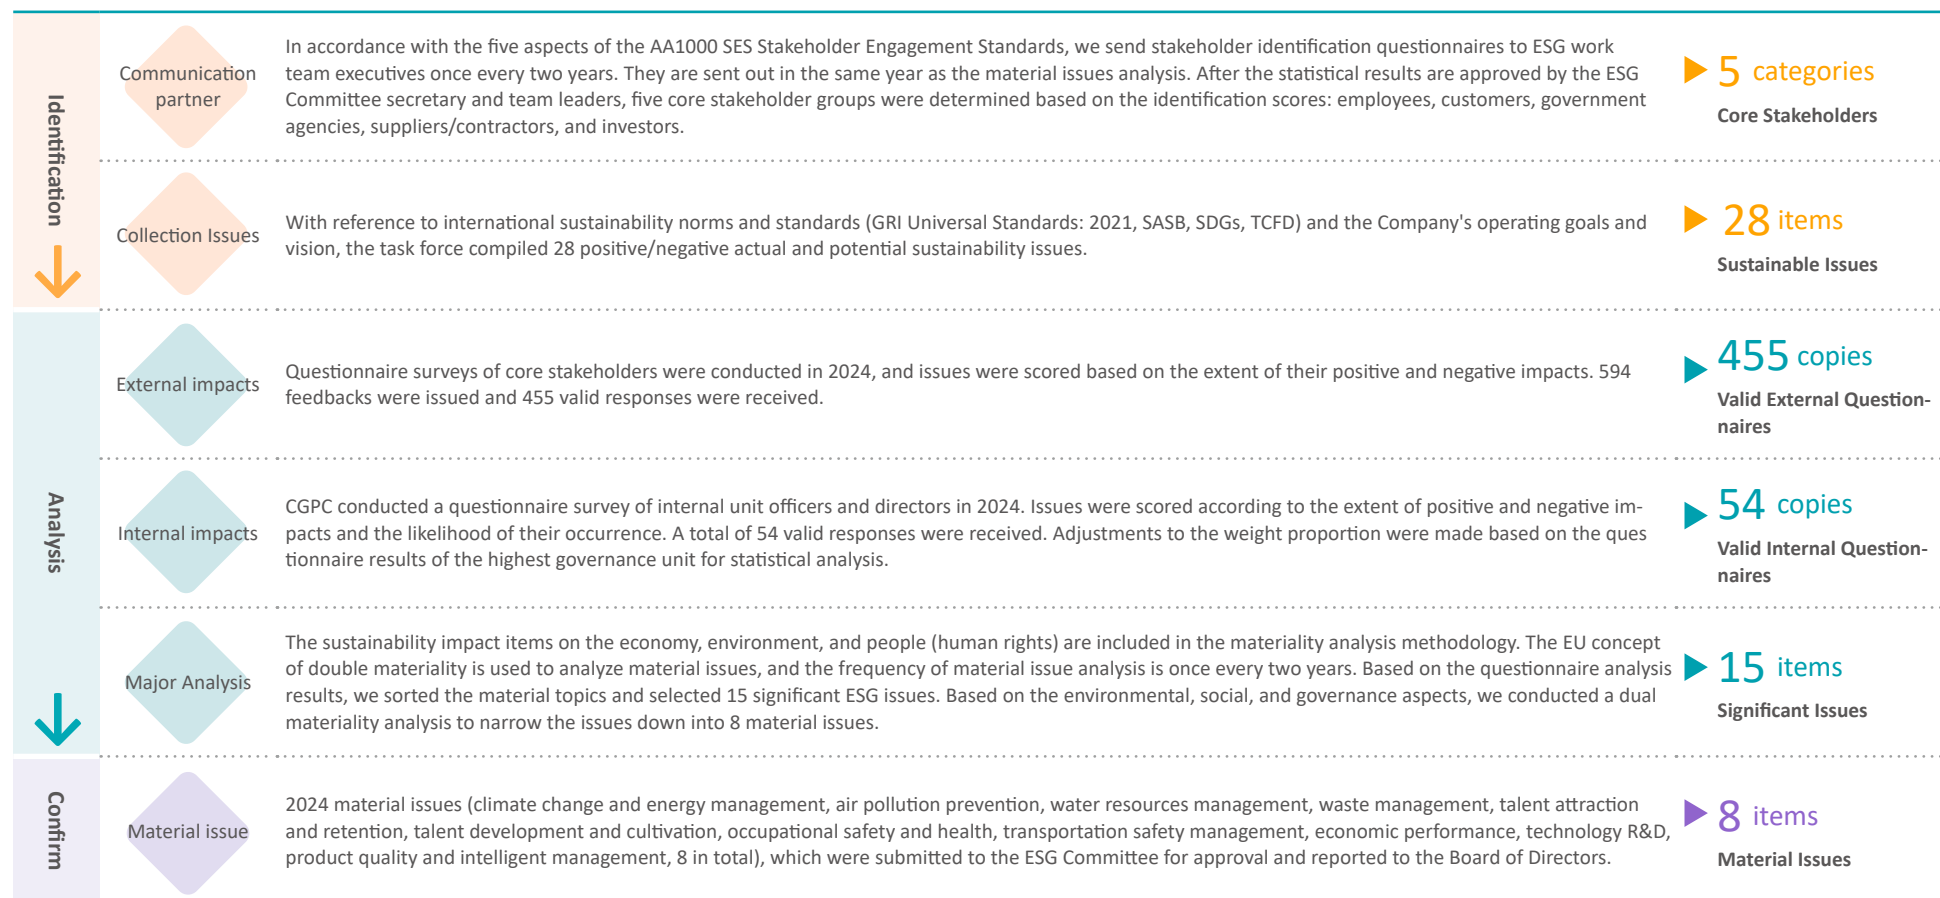 Identification
Communication
partner
In accordance with the five aspects of the AA1000 SES Stakeholder Engagement Standards, we send stakeholder identification questionnaires to ESG work
team executives once every two years. They are sent out in the same year as the material issues analysis. After the statistical results are approved by the ESG
Committee secretary and team leaders, five core stakeholder groups were determined based on the identification scores: employees, customers, government
agencies, suppliers/contractors, and investors.
5 categories
Core Stakeholders
Collection Issues
With reference to international sustainability norms and standards (GRI Universal Standards: 2021, SASB, SDGs, TCFD) and the Company's operating goals and
vision, the task force compiled 28 positive/negative actual and potential sustainability issues.
28 items
Sustainable Issues
Analysis
External impacts
Questionnaire surveys of core stakeholders were conducted in 2024, and issues were scored based on the extent of their positive and negative impacts. 594
feedbacks were issued and 455 valid responses were received.
455 copies
Valid External Question-
naires
Internal impacts
CGPC conducted a questionnaire survey of internal unit officers and directors in 2024. Issues were scored according to the extent of positive and negative im-
pacts and the likelihood of their occurrence. A total of 54 valid responses were received. Adjustments to the weight proportion were made based on the ques
tionnaire results of the highest governance unit for statistical analysis.
54 copies
Valid Internal Question-
naires
Major Analysis
The sustainability impact items on the economy, environment, and people (human rights) are included in the materiality analysis methodology. The EU concept
of double materiality is used to analyze material issues, and the frequency of material issue analysis is once every two years. Based on the questionnaire analysis
results, we sorted the material topics and selected 15 significant ESG issues. Based on the environmental, social, and governance aspects, we conducted a dual
materiality analysis to narrow the issues down into 8 material issues.
15 items
Significant Issues
Confirm
Material issue
2024 material issues (climate change and energy management, air pollution prevention, water resources management, waste management, talent attraction
and retention, talent development and cultivation, occupational safety and health, transportation safety management, economic performance, technology R&D,
product quality and intelligent management, 8 in total), which were submitted to the ESG Committee for approval and reported to the Board of Directors.
8 items
Material Issues